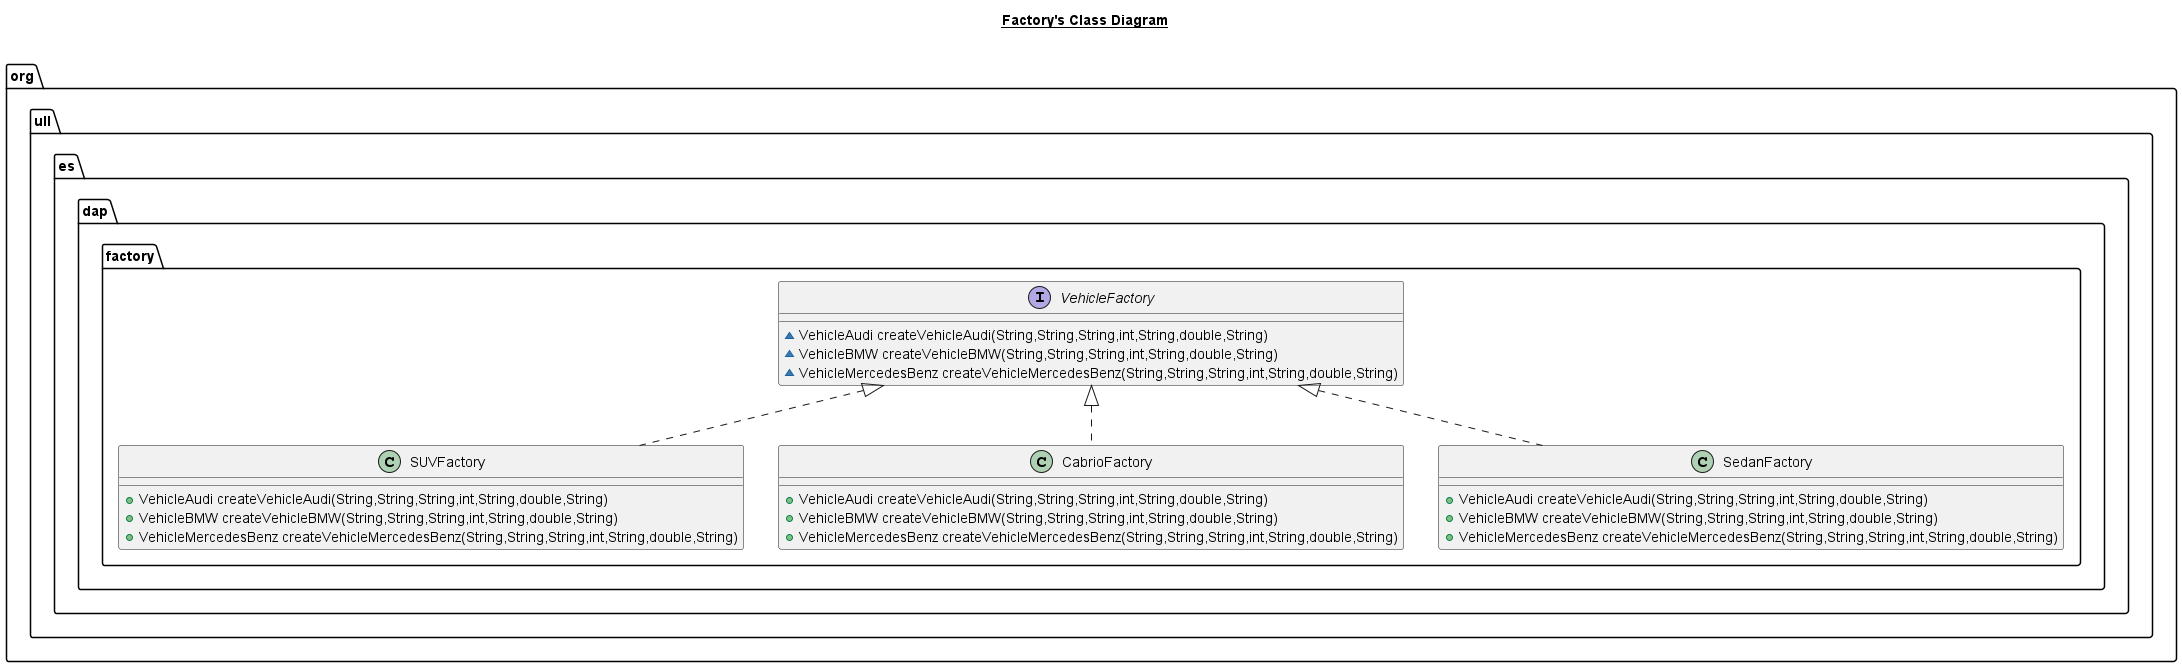 Factory's Class Diagram
org
ull
es
dap
factory
I VehicleFactory
VehicleAudi createVehicleAudi(String,String,String,int,String,double,String)
VehicleBMW createVehicleBMW(String,String,String,int,String,double,String)
VehicleMercedesBenz createVehicleMercedesBenz(String,String,String,int,String,double,String)
C SUVFactory
VehicleAudi createVehicleAudi(String,String,String,int,String,double,String)
VehicleBMW createVehicleBMW(String,String,String,int,String,double,String)
VehicleMercedesBenz createVehicleMercedesBenz(String,String,String,int,String,double,String)
C CabrioFactory
VehicleAudi createVehicleAudi(String,String,String,int,String,double,String)
VehicleBMW createVehicleBMW(String,String,String,int,String,double,String)
VehicleMercedesBenz createVehicleMercedesBenz(String,String,String,int,String,double,String)
C SedanFactory
VehicleAudi createVehicleAudi(String,String,String,int,String,double,String)
VehicleBMW createVehicleBMW(String,String,String,int,String,double,String)
VehicleMercedesBenz createVehicleMercedesBenz(String,String,String,int,String,double,String)